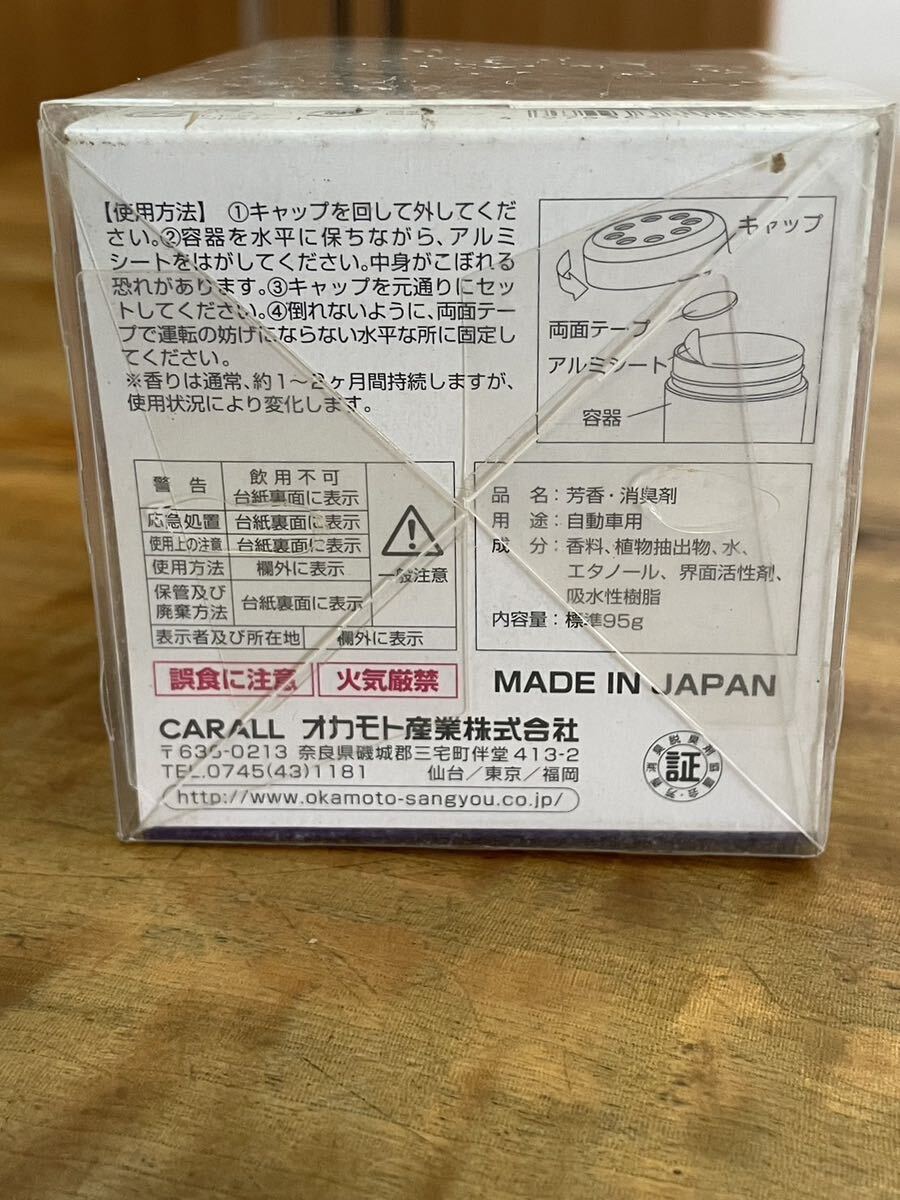 【使用方法】 ①キャップを回して外してくだ
さい。②容器を水平に保ちながら、アルミ
シートをはがしてください。中身がこぼれる
恐れがあります。③キャップを元通りにセッ
トしてください。④倒れないように、両面テー
プで運転の妨げにならない水平な所に固定し
てください。
※香りは通常、約1〜2ヶ月間持続しますが、
使用状況により変化します。
キャップ
両面テープ
アルミシート
容器
警告 飲用不可
台紙裏面に表示
応急処置 台紙裏面に表示
使用上の注意 台紙裏面に表示
使用方法 欄外に表示
保管及び
廃棄方法 台紙裏面に表示
表示者及び所在地 欄外に表示
一般注意
品 名：芳香・消臭剤
用 途：自動車用
成 分：香料、植物抽出物、水、
エタノール、界面活性剤、
吸水性樹脂
内容量：標準95g
誤食に注意 火気厳禁
MADE IN JAPAN
CARALL オカモト産業株式会社
〒636-0213 奈良県磯城郡三宅町伴堂413-2
TEL.0745(43)1181 仙台／東京／福岡
http://www.okamoto-sangyou.co.jp/
証